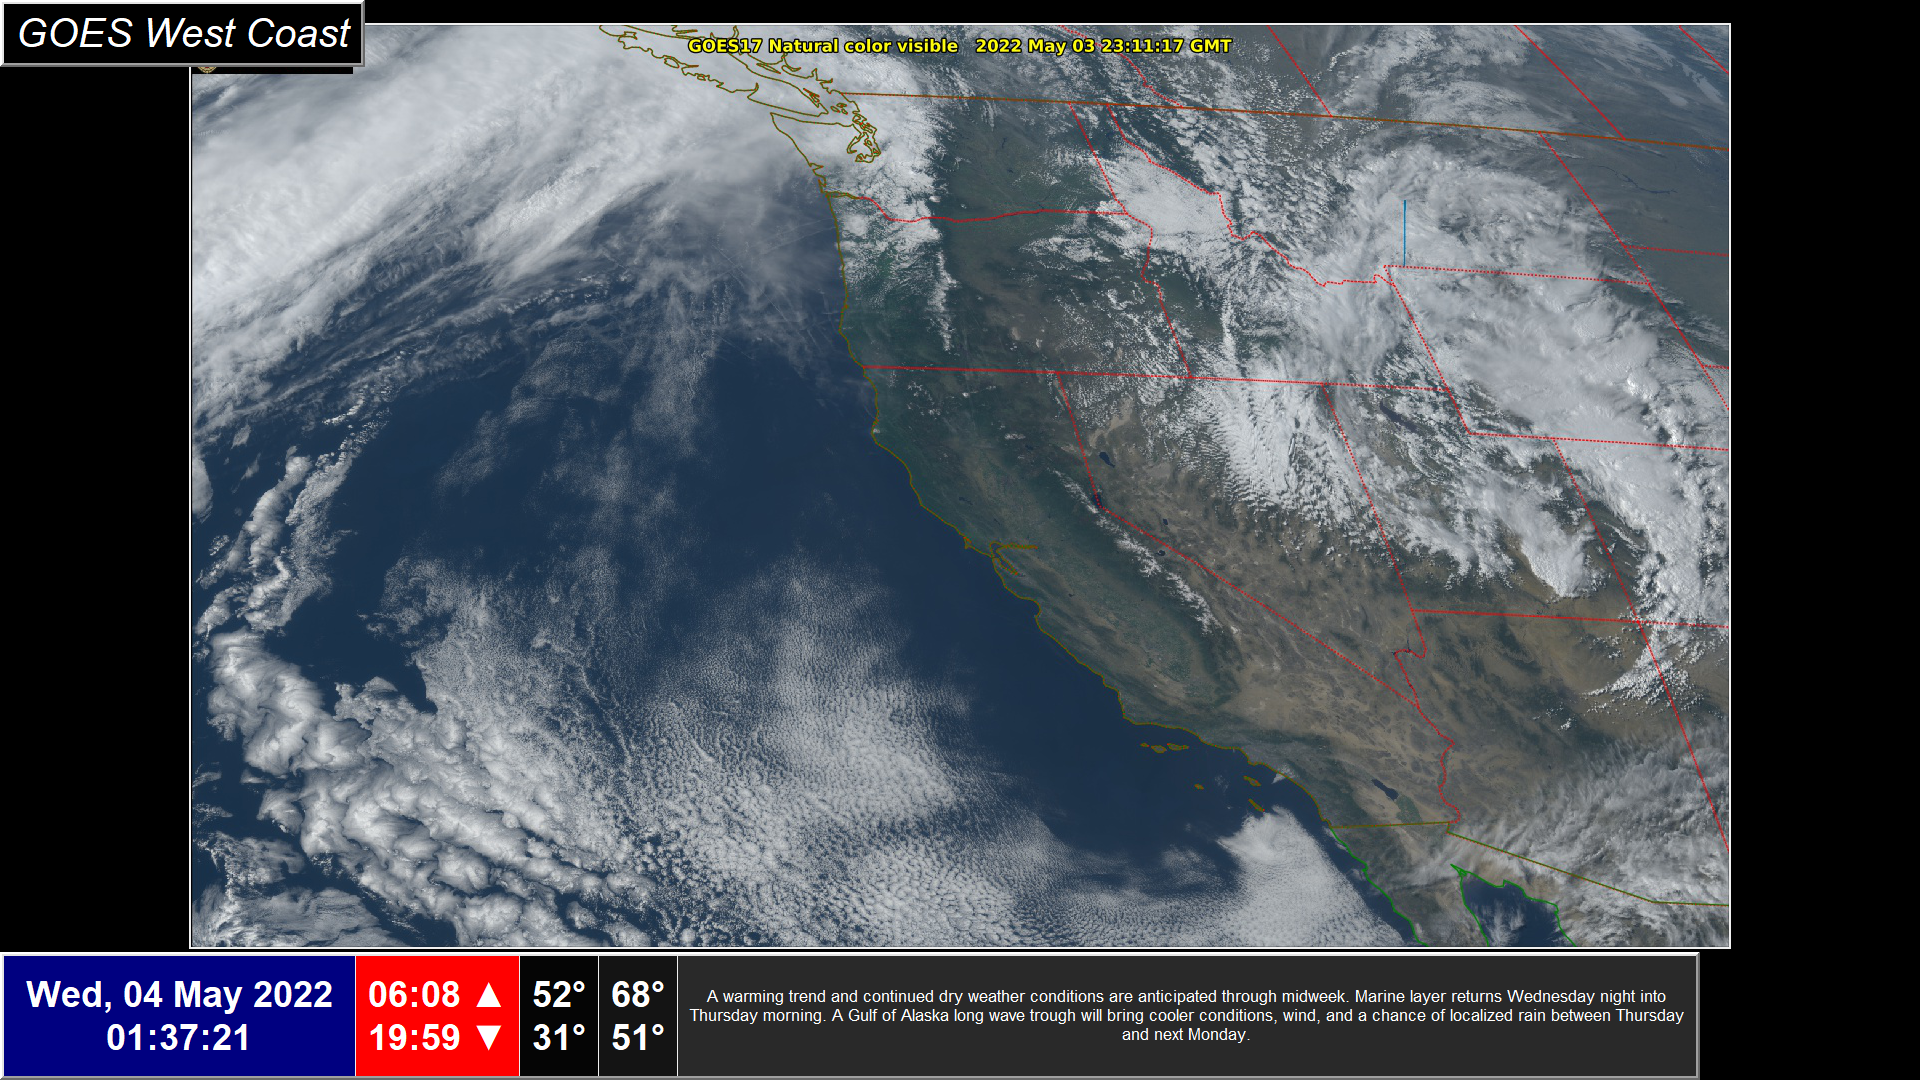 GOES West Coast
GOES17 Natural color visible   2022 May 03 23:11:17 GMT
Wed, 04 May 2022
01:37:21
06:08 ▲
19:59 ▼
52°
31°
68°
51°
A warming trend and continued dry weather conditions are anticipated through midweek. Marine layer returns Wednesday night into
Thursday morning. A Gulf of Alaska long wave trough will bring cooler conditions, wind, and a chance of localized rain between Thursday
and next Monday.